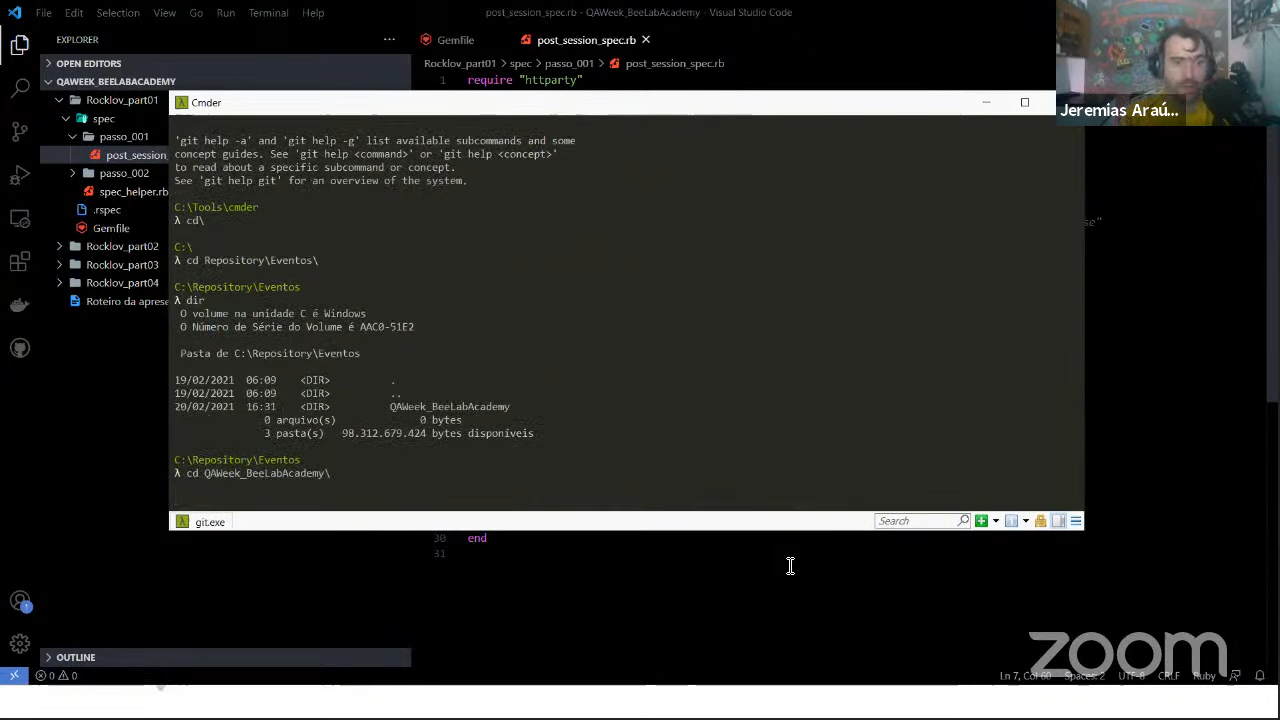 File Edit Selection View Go Run Terminal Help
post_session_spec.rb - QAWeek_BeeLabAcademy - Visual Studio Code
EXPLORER
OPEN EDITORS
QAWEEK_BEELABACADEMY
Rocklov_part01
spec
passo_001
post_session_
passo_002
spec_helper.rb
.rspec
Gemfile
Rocklov_part02
Rocklov_part03
Rocklov_part04
Roteiro da aprese
OUTLINE
Gemfile
post_session_spec.rb
Rocklov_part01 > spec > passo_001 > post_session_spec.rb
1 require "httparty"
Jeremias Araú...
Cmder
'git help -a' and 'git help -g' list available subcommands and some
concept guides. See 'git help <command>' or 'git help <concept>'
to read about a specific subcommand or concept.
See 'git help git' for an overview of the system.
C:\Tools\cmder
λ cd\
C:\
λ cd Repository\Eventos\
C:\Repository\Eventos
λ dir
O volume na unidade C é Windows
O Número de Série do Volume é AAC0-51E2
Pasta de C:\Repository\Eventos
19/02/2021 06:09 <DIR> .
19/02/2021 06:09 <DIR> ..
20/02/2021 16:31 <DIR> QAWeek_BeeLabAcademy
0 arquivo(s) 0 bytes
3 pasta(s) 98.312.679.424 bytes disponíveis
C:\Repository\Eventos
λ cd QAWeek_BeeLabAcademy\
git.exe
Search
se"
30 end
31
1
zoom
0 0
Ln 7, Col 60 Spaces: 2 UTF-8 CRLF Ruby